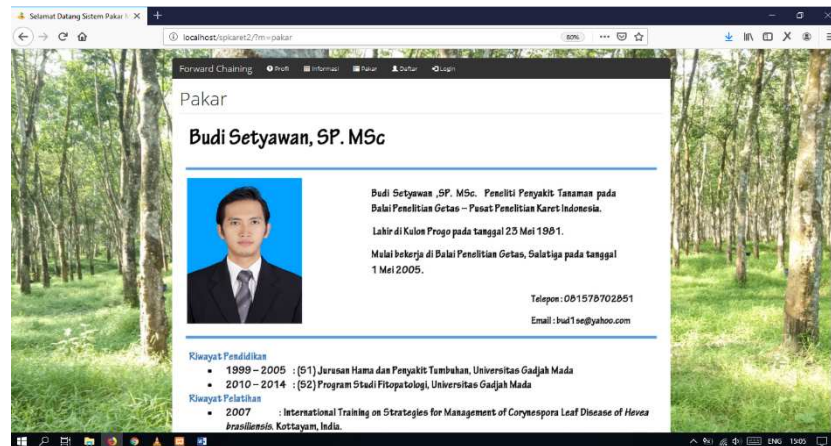 Selamat Datang Sistem Pakar
localhost/spkaret2/?m=pakar
80%
Forward Chaining Profil Informasi Pakar Daftar Login
Pakar
Budi Setyawan, SP. MSc
Budi Setyawan ,SP. MSc. Peneliti Penyakit Tanaman pada
Balai Penelitian Getas – Pusat Penelitian Karet Indonesia.
Lahir di Kulon Progo pada tanggal 23 Mei 1981.
Mulai bekerja di Balai Penelitian Getas, Salatiga pada tanggal
1 Mei 2005.
Telepon : 081578702851
Email : bud1se@yahoo.com
Riwayat Pendidikan
▪ 1999 – 2005 : (S1) Jurusan Hama dan Penyakit Tumbuhan, Universitas Gadjah Mada
▪ 2010 – 2014 : (S2) Program Studi Fitopatologi, Universitas Gadjah Mada
Riwayat Pelatihan
▪ 2007 : International Training on Strategies for Management of Corynespora Leaf Disease of Hevea
brasiliensis. Kottayam, India.
ENG 15:05